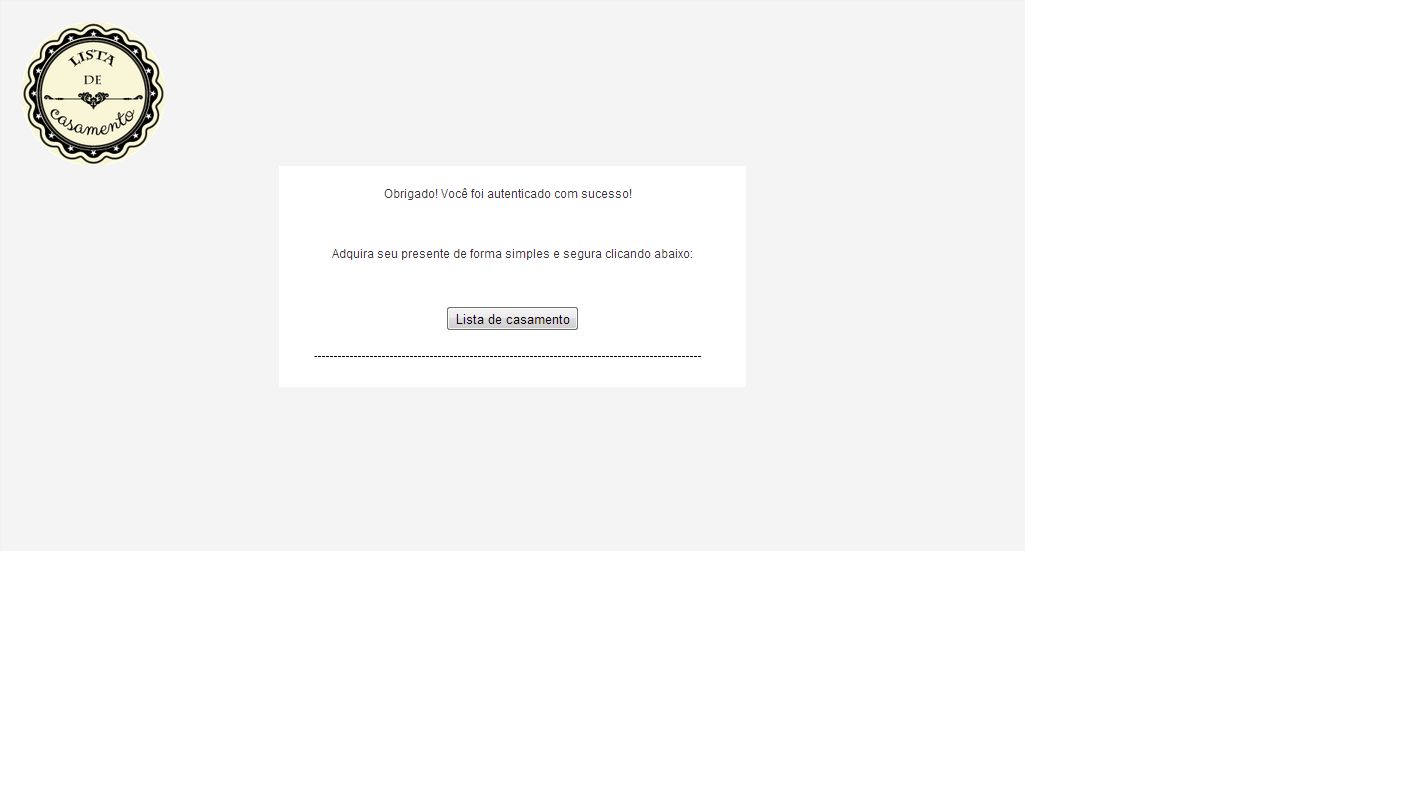 LISTA
DE
casamento
Obrigado! Você foi autenticado com sucesso!
Adquira seu presente de forma simples e segura clicando abaixo:
Lista de casamento
-------------------------------------------------------------------------------------------------